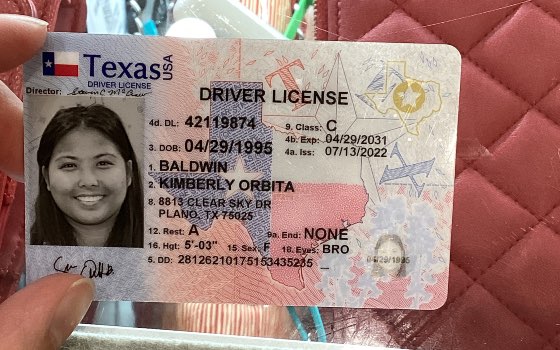 Texas USA
DRIVER LICENSE
Director:
DRIVER LICENSE
4d. DL: 42119874 9. Class: C
3. DOB: 04/29/1995 4b. Exp: 04/29/2031
4a. Iss: 07/13/2022
1. BALDWIN
2. KIMBERLY ORBITA
8. 8813 CLEAR SKY DR
PLANO, TX 75025
12. Rest: A 9a. End: NONE
16. Hgt: 5'-03" 15. Sex: F 18. Eyes: BRO
5. DD: 28126210175153435235
04/29/1995